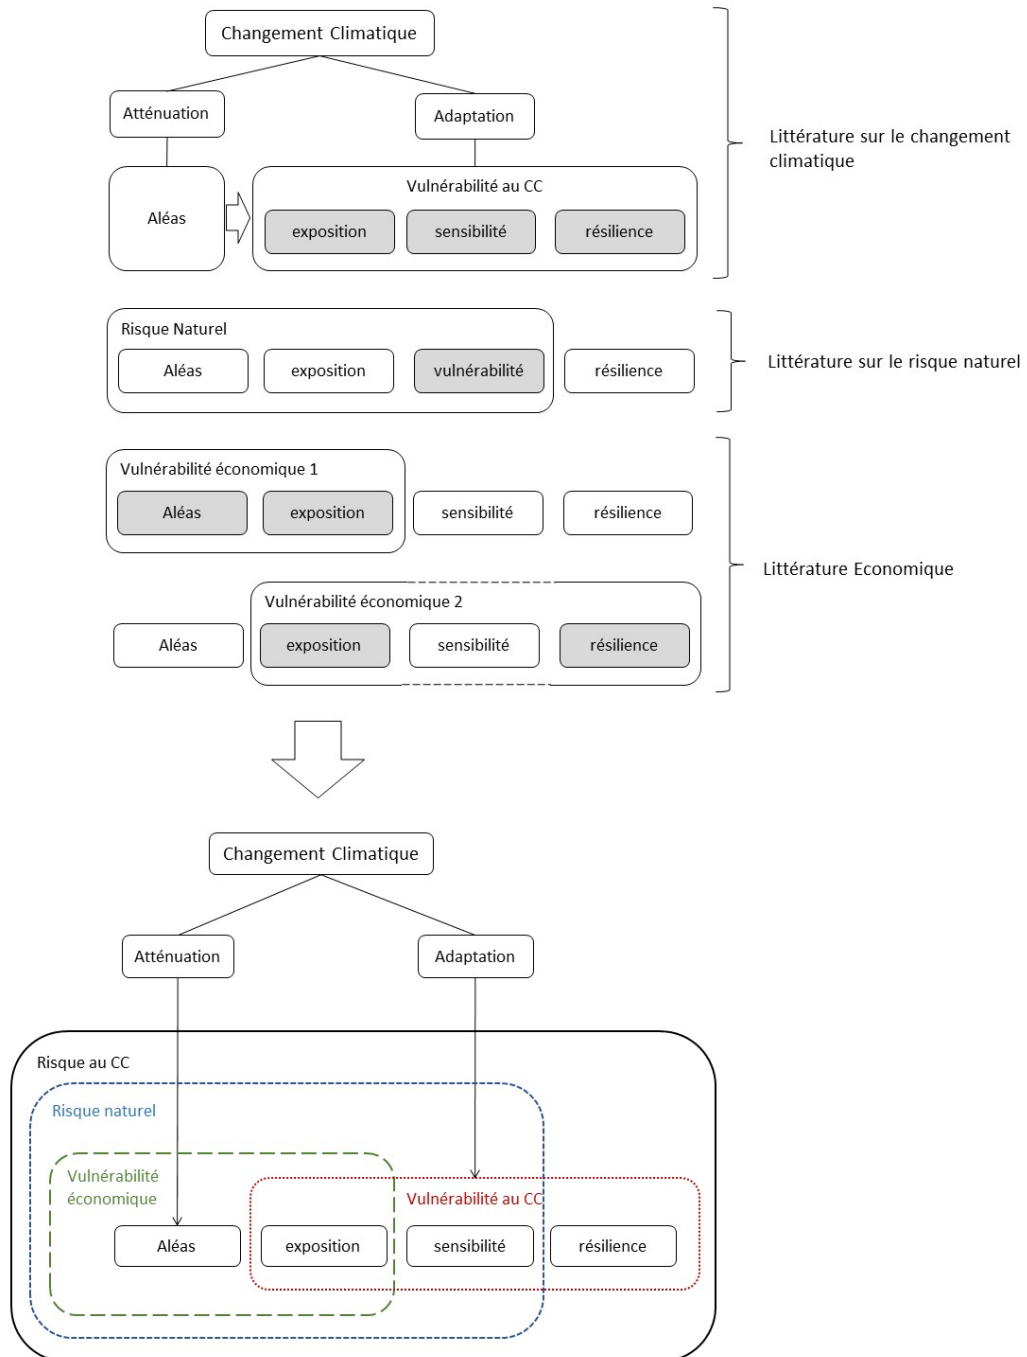 Changement Climatique
Atténuation
Adaptation
Littérature sur le changement
climatique
Aléas
Vulnérabilité au CC
exposition
sensibilité
résilience
Risque Naturel
Aléas
exposition
vulnérabilité
résilience
Littérature sur le risque naturel
Vulnérabilité économique 1
Aléas
exposition
sensibilité
résilience
Littérature Economique
Vulnérabilité économique 2
Aléas
exposition
sensibilité
résilience
Changement Climatique
Atténuation
Adaptation
Risque au CC
Risque naturel
Vulnérabilité
économique
Vulnérabilité au CC
Aléas
exposition
sensibilité
résilience